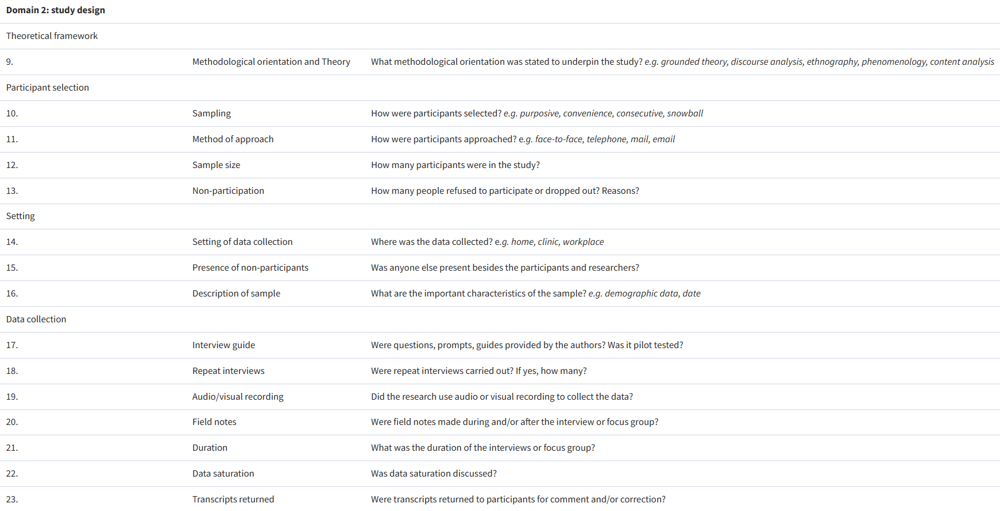 Domain 2: study design
Theoretical framework
9. Methodological orientation and Theory What methodological orientation was stated to underpin the study? e.g. grounded theory, discourse analysis, ethnography, phenomenology, content analysis
Participant selection
10. Sampling How were participants selected? e.g. purposive, convenience, consecutive, snowball
11. Method of approach How were participants approached? e.g. face-to-face, telephone, mail, email
12. Sample size How many participants were in the study?
13. Non-participation How many people refused to participate or dropped out? Reasons?
Setting
14. Setting of data collection Where was the data collected? e.g. home, clinic, workplace
15. Presence of non-participants Was anyone else present besides the participants and researchers?
16. Description of sample What are the important characteristics of the sample? e.g. demographic data, date
Data collection
17. Interview guide Were questions, prompts, guides provided by the authors? Was it pilot tested?
18. Repeat interviews Were repeat interviews carried out? If yes, how many?
19. Audio/visual recording Did the research use audio or visual recording to collect the data?
20. Field notes Were field notes made during and/or after the interview or focus group?
21. Duration What was the duration of the interviews or focus group?
22. Data saturation Was data saturation discussed?
23. Transcripts returned Were transcripts returned to participants for comment and/or correction?